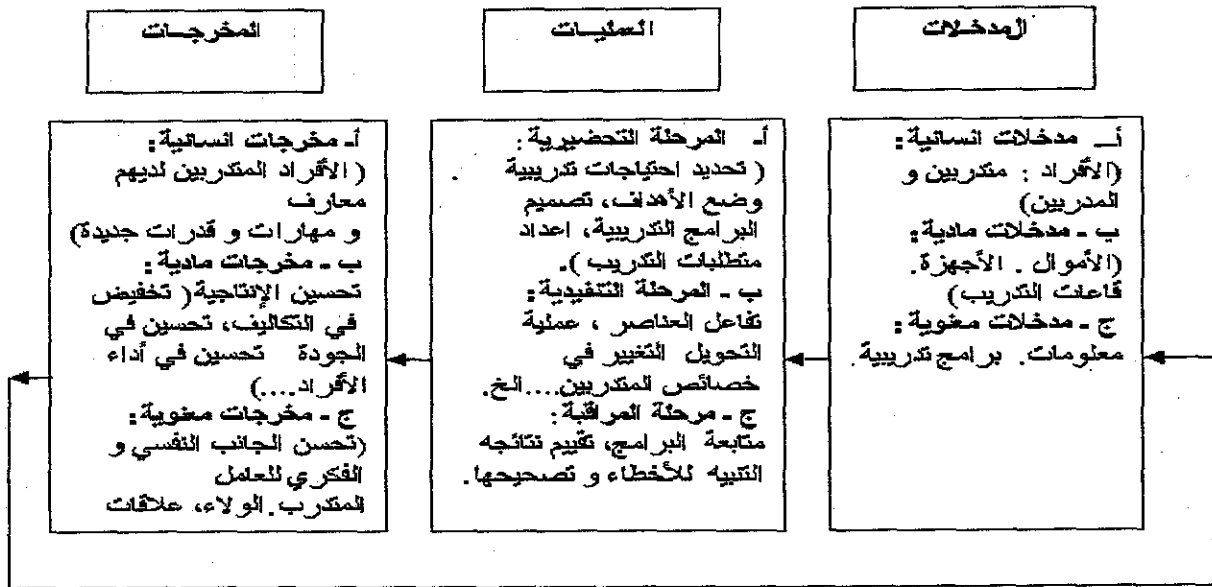 المدخلات
العمليات
المخرجات
أ - مدخلات انسانية:
(الأفراد : متدربين و
المدربين)
ب - مدخلات مادية:
(الأموال . الأجهزة.
قاعات التدريب)
ج - مدخلات معنوية:
معلومات. برامج تدريبية.
أ- المرحلة التحضيرية:
( تحديد احتياجات تدريبية .
وضع الأهداف، تصميم
البرامج التدريبية، اعداد
متطلبات التدريب ).
ب - المرحلة التنفيدية:
تفاعل العناصر ، عملية
التحويل التغيير في
خصائص المتدربين....الخ.
ج - مرحلة المراقبة:
متابعة البرامج، تقييم نتائجه
التنبيه للأخطاء و تصحيحها.
أ- مخرجات انسانية:
( الأفراد المتدربين لديهم
معارف
و مهارات و قدرات جديدة)
ب - مخرجات مادية:
تحسين الإنتاجية( تخفيض
في التكاليف، تحسين في
الجودة تحسين في أداء
الأفراد....)
ج - مخرجات معنوية:
(تحسن الجانب النفسي و
الفكري للعامل
المتدرب.الولاء، علاقات